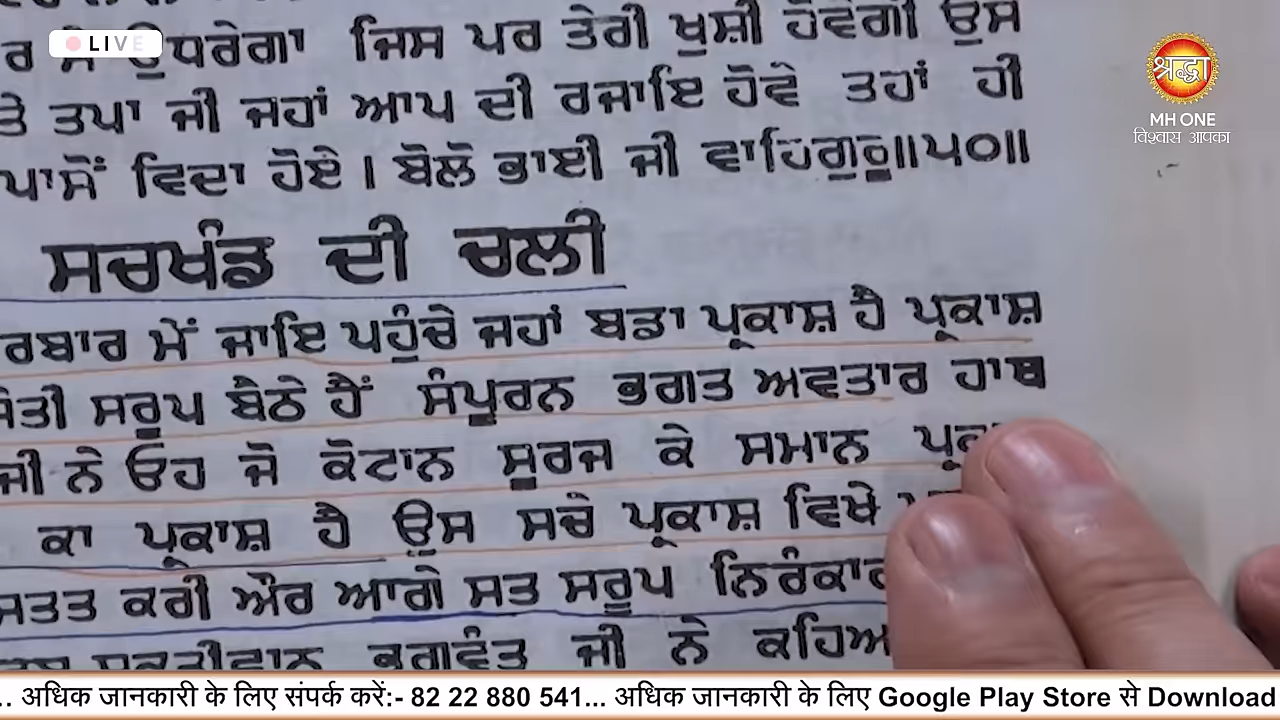 LIVE
श्रद्धा
MH ONE
विश्वास आपका
ਉਧਰੇਗਾ ਜਿਸ ਪਰ ਤੇਰੀ ਖੁਸ਼ੀ ਹੋਵੇਗੀ ਉਸ
ਤੇ ਤਪਾ ਜੀ ਜਹਾਂ ਆਪ ਦੀ ਰਜਾਇ ਹੋਵੇ ਤਹਾਂ ਹੀ
ਪਾਸੋਂ ਵਿਦਾ ਹੋਏ । ਬੋਲੋ ਭਾਈ ਜੀ ਵਾਹਿਗੁਰੂ॥੫੦॥
ਸਚਖੰਡ ਦੀ ਚਲੀ
ਰਬਾਰ ਮੇਂ ਜਾਇ ਪਹੁੰਚੇ ਜਹਾਂ ਬਡਾ ਪ੍ਰਕਾਸ਼ ਹੈ ਪ੍ਰਕਾਸ਼
ਜੋਤੀ ਸਰੂਪ ਬੈਠੇ ਹੈਂ ਸੰਪੂਰਨ ਭਗਤ ਅਵਤਾਰ ਹਾਥ
ਜੀ ਨੇ ਓਹ ਜੋ ਕੋਟਾਨ ਸੂਰਜ ਕੇ ਸਮਾਨ
ਕਾ ਪ੍ਰਕਾਸ਼ ਹੈ ਉਸ ਸਚੇ ਪ੍ਰਕਾਸ਼ ਵਿਖੇ
ਸਤਤ ਕਰੀ ਔਰ ਆਗੇ ਸਤ ਸਰੂਪ ਨਿਰੰਕਾਰ
ਭਗਵੰਤ ਜੀ ਨੇ ਕਹਿਆ
.. अधिक जानकारी के लिए संपर्क करें:- 82 22 880 541... अधिक जानकारी के लिए Google Play Store से Download